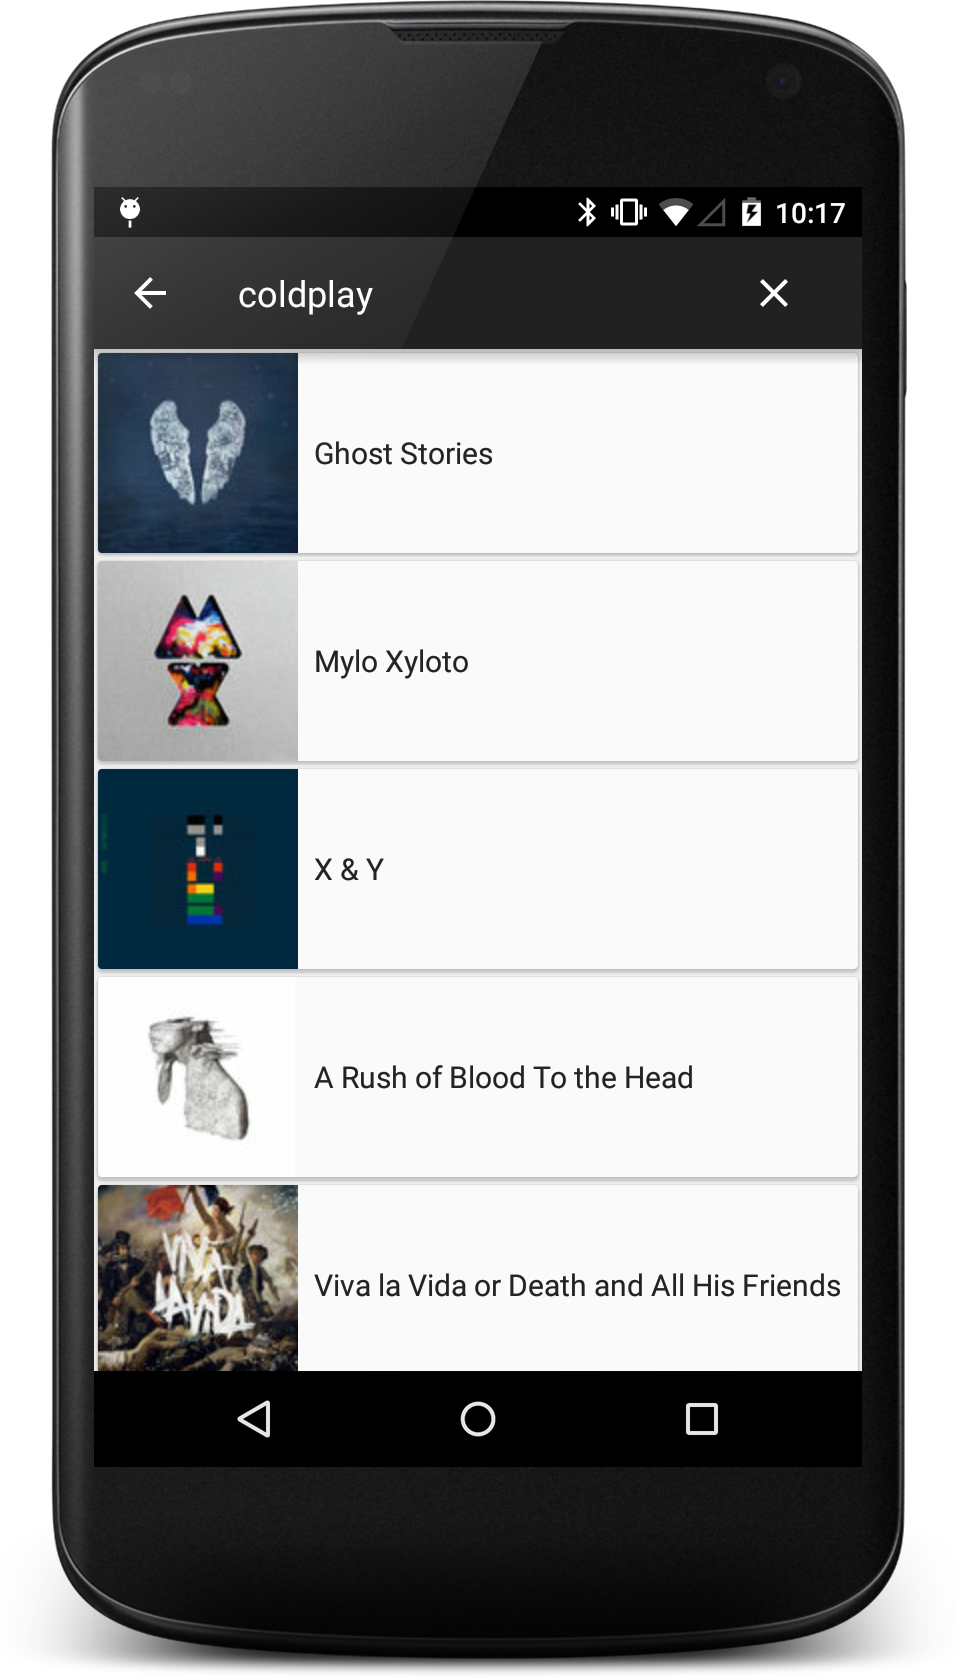 10:17
coldplay
Ghost Stories
Mylo Xyloto
X & Y
A Rush of Blood To the Head
VIVA
LA VIDA
Viva la Vida or Death and All His Friends